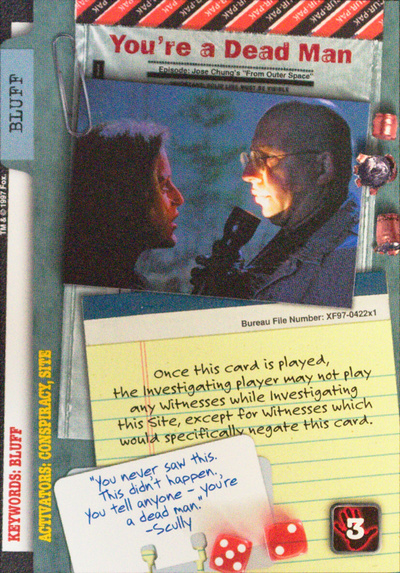 You're a Dead Man
Episode: Jose Chung's "From Outer Space"
BLUFF
TM & © 1997 Fox.
KEYWORDS: BLUFF
ACTIVATORS: CONSPIRACY, SITE
Bureau File Number: XF97-0422x1
Once this card is played,
the Investigating player may not play
any Witnesses while Investigating
this Site, except for Witnesses which
would specifically negate this card.
"You never saw this.
This didn't happen.,
You tell anyone - you're
a dead man."
-Scully
3